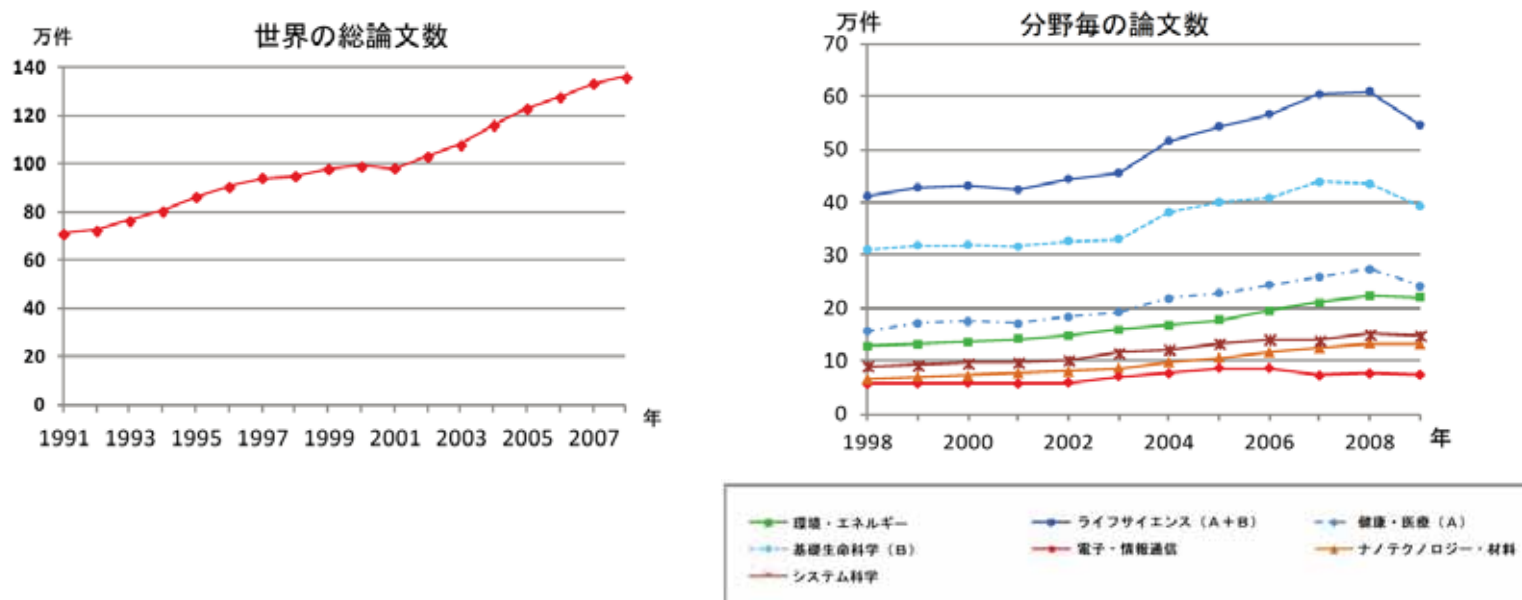 世界の総論文数
万件
140
120
100
80
60
40
20
0
1991 1993 1995 1997 1999 2001 2003 2005 2007
年
分野毎の論文数
万件
70
60
50
40
30
20
10
0
1998 2000 2002 2004 2006 2008
年
環境・エネルギー ライフサイエンス（A＋B） 健康・医療（A）
基礎生命科学（B） 電子・情報通信 ナノテクノロジー・材料
システム科学